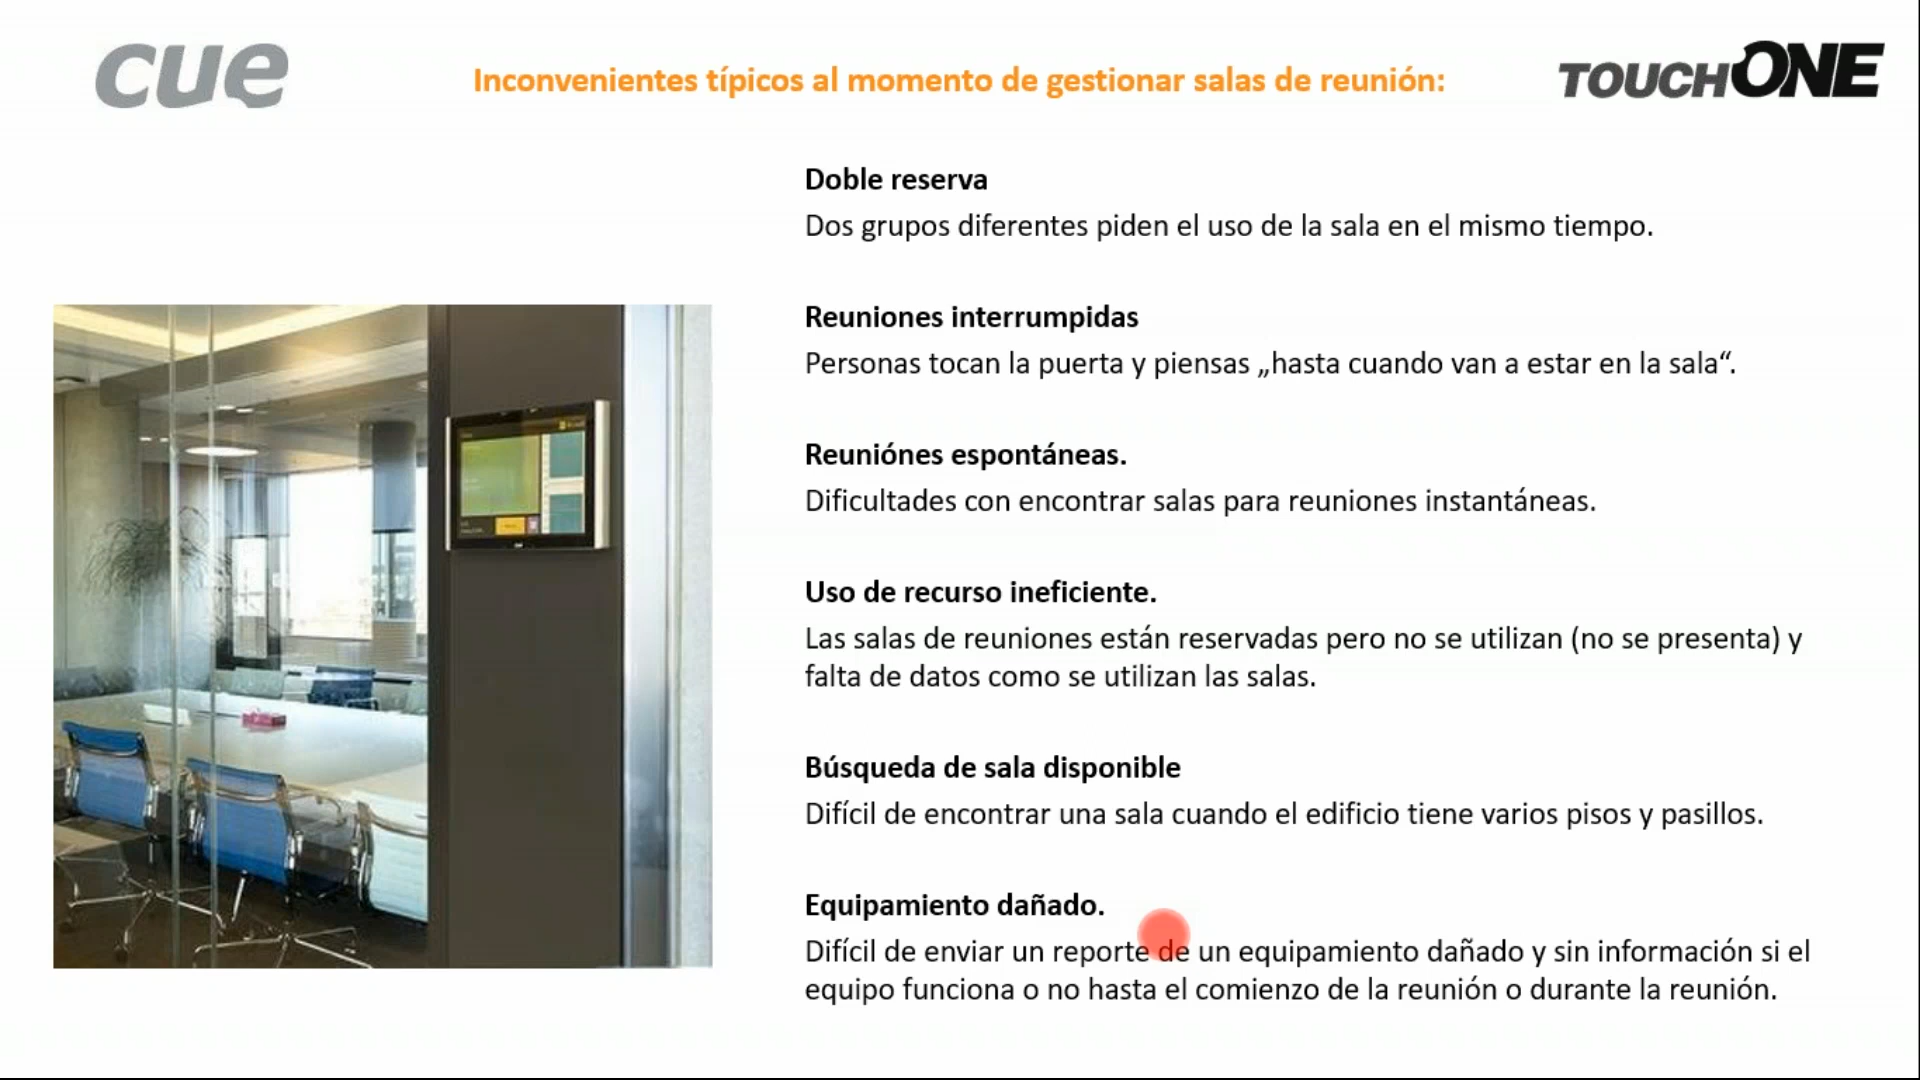 cue
Inconvenientes típicos al momento de gestionar salas de reunión:
TOUCHONE
Doble reserva
Dos grupos diferentes piden el uso de la sala en el mismo tiempo.
Reuniones interrumpidas
Personas tocan la puerta y piensas „hasta cuando van a estar en la sala“.
Reuniónes espontáneas.
Dificultades con encontrar salas para reuniones instantáneas.
Uso de recurso ineficiente.
Las salas de reuniones están reservadas pero no se utilizan (no se presenta) y
falta de datos como se utilizan las salas.
Búsqueda de sala disponible
Difícil de encontrar una sala cuando el edificio tiene varios pisos y pasillos.
Equipamiento dañado.
Difícil de enviar un reporte de un equipamiento dañado y sin información si el
equipo funciona o no hasta el comienzo de la reunión o durante la reunión.